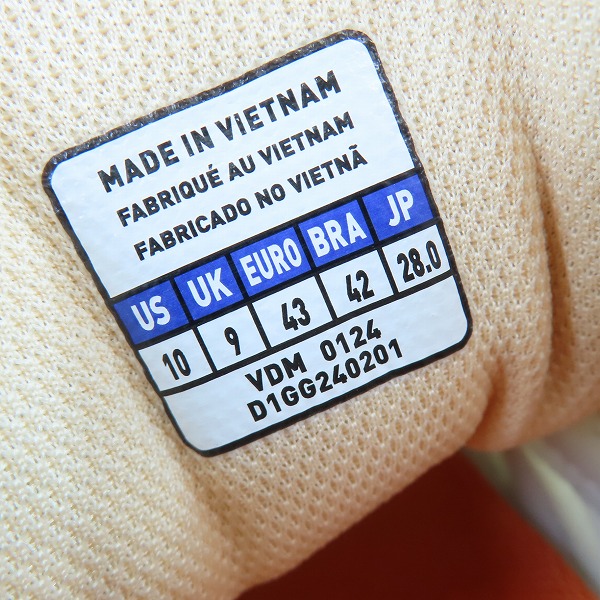 MADE IN VIETNAM
FABRIQUÉ AU VIETNAM
FABRICADO NO VIETNÃ
US UK EURO BRA JP
10 9 43 42 28.0
VDM 0124
D1GG240201